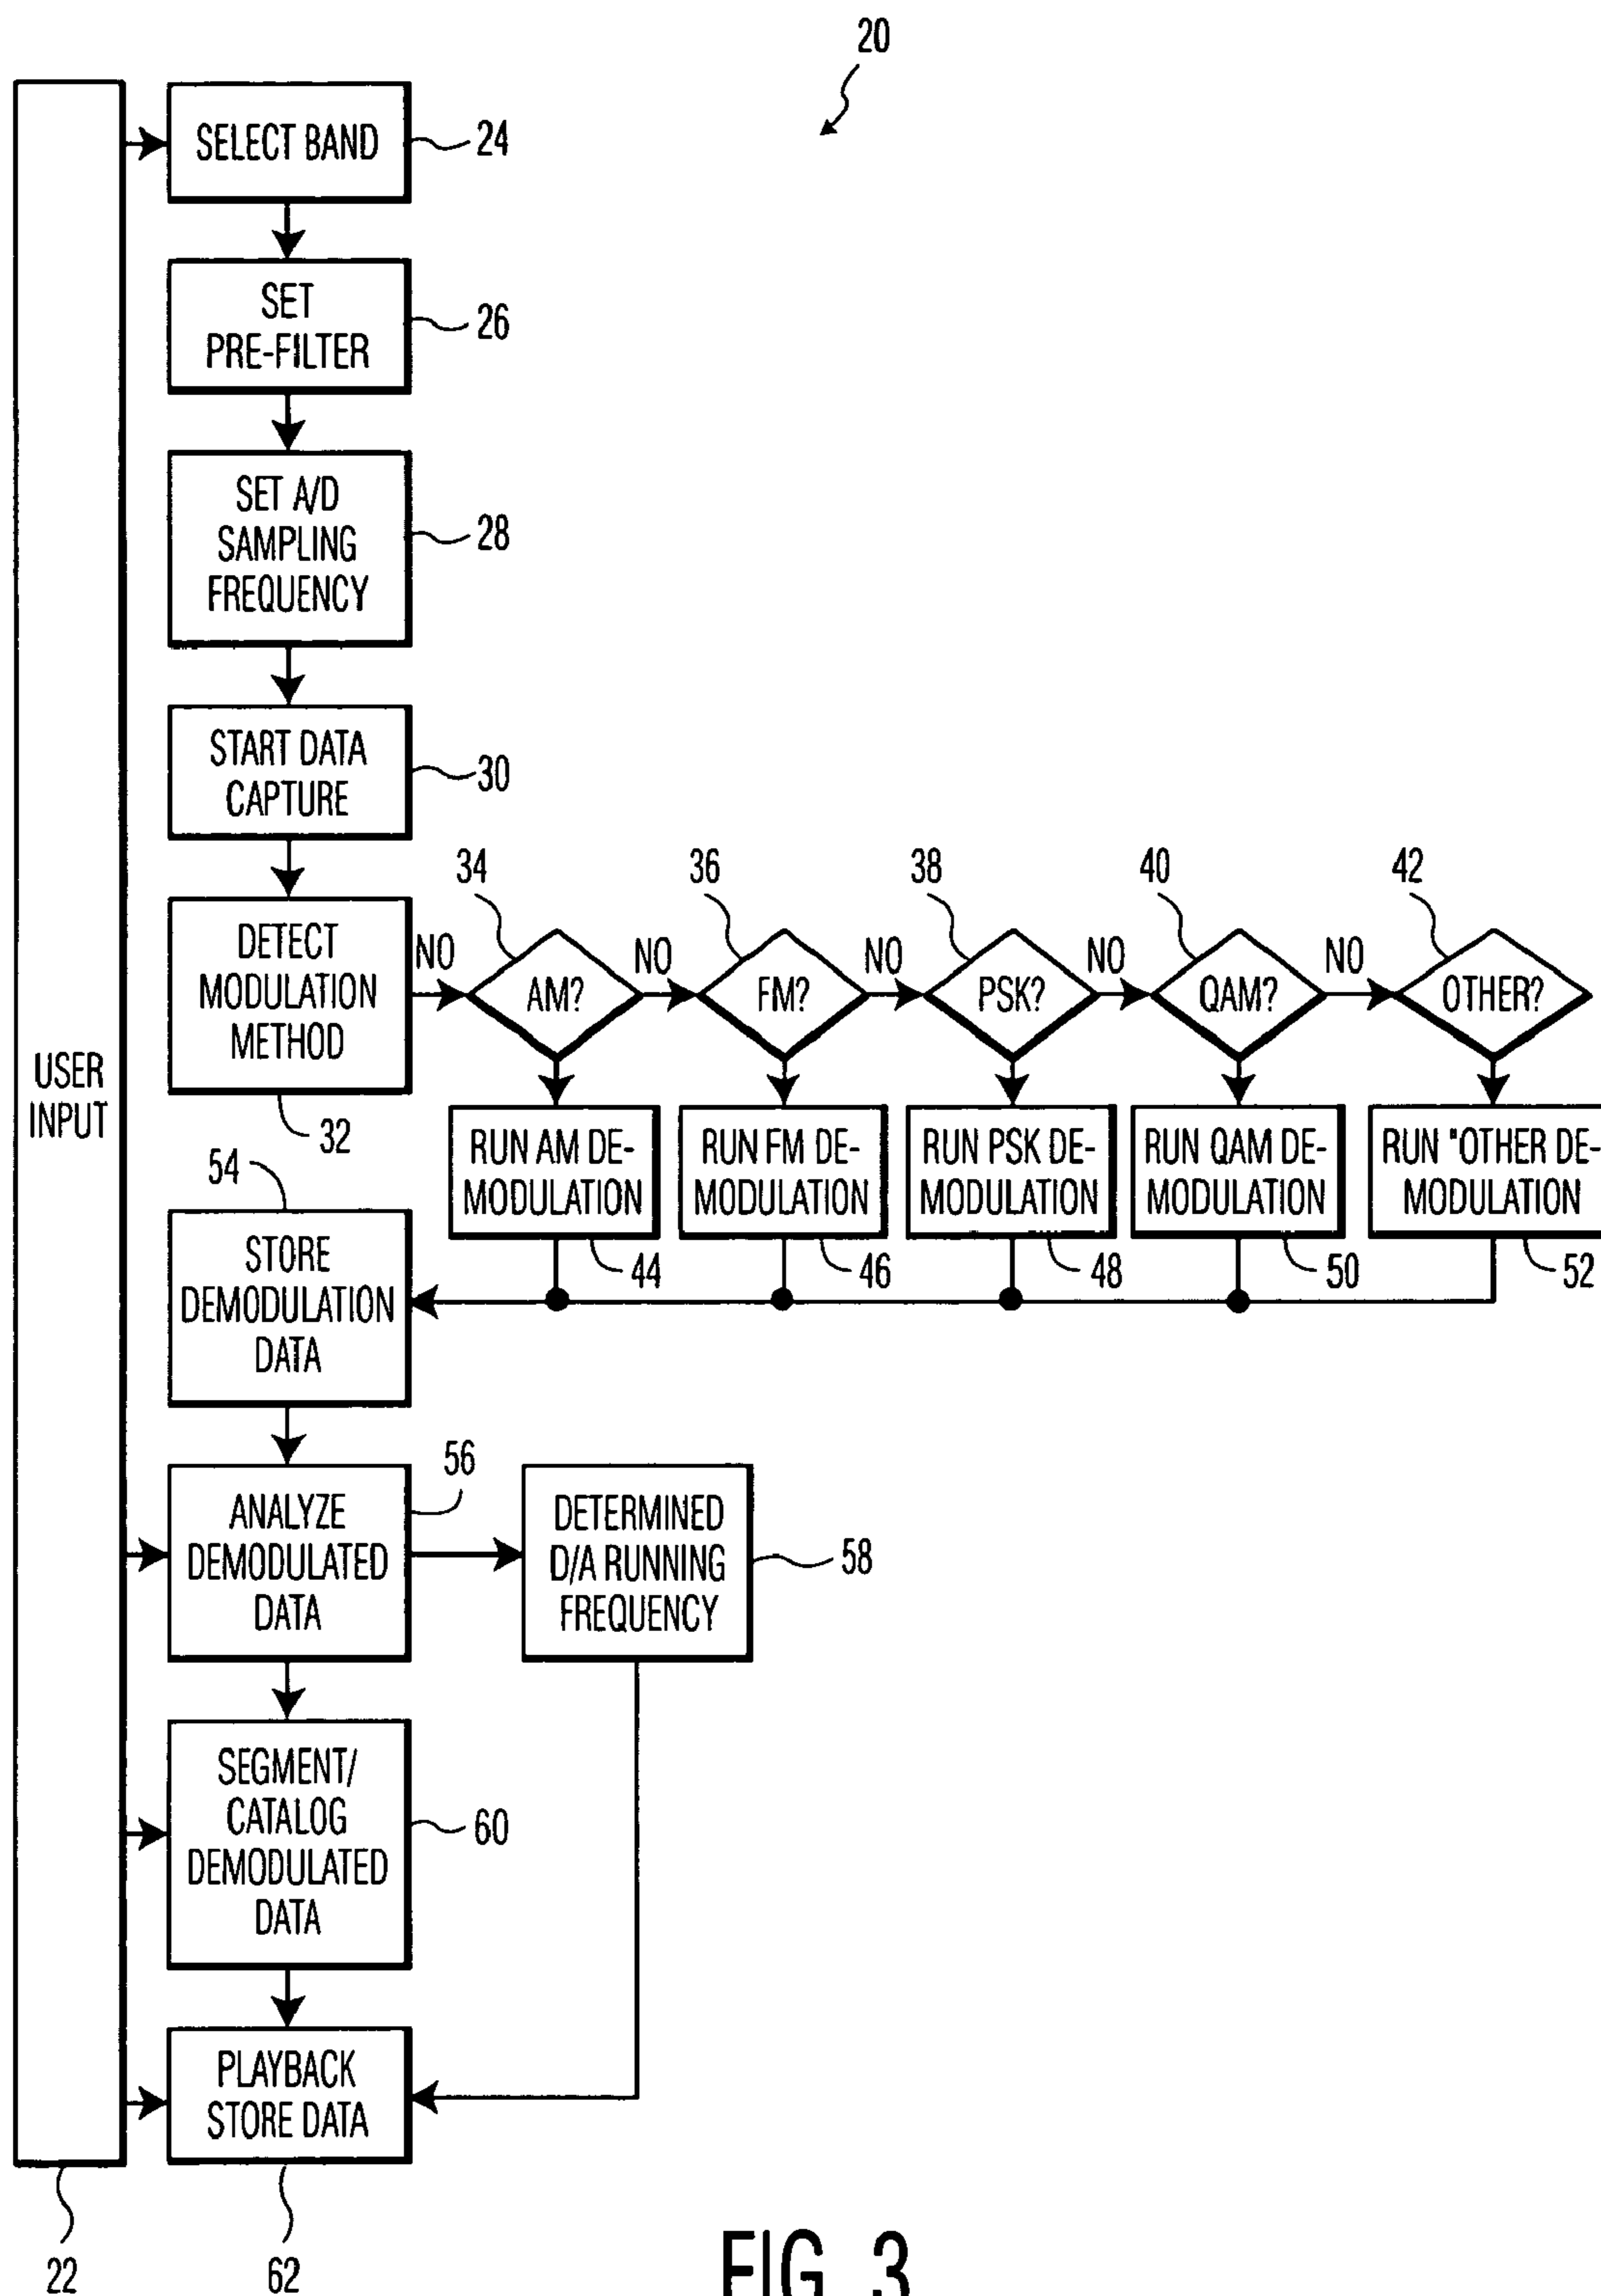 20
SELECT BAND
24
SET
PRE-FILTER
26
SET A/D
SAMPLING
FREQUENCY
28
START DATA
CAPTURE
30
34
36
38
40
42
DETECT
MODULATION
METHOD
32
NO
AM?
NO
FM?
NO
PSK?
NO
QAM?
NO
OTHER?
USER
INPUT
RUN AM DE-
MODULATION
44
RUN FM DE-
MODULATION
46
RUN PSK DE-
MODULATION
48
RUN QAM DE-
MODULATION
50
RUN "OTHER DE-
MODULATION
52
54
STORE
DEMODULATION
DATA
56
ANALYZE
DEMODULATED
DATA
DETERMINED
D/A RUNNING
FREQUENCY
58
SEGMENT/
CATALOG
DEMODULATED
DATA
60
PLAYBACK
STORE DATA
22
62
FIG. 3